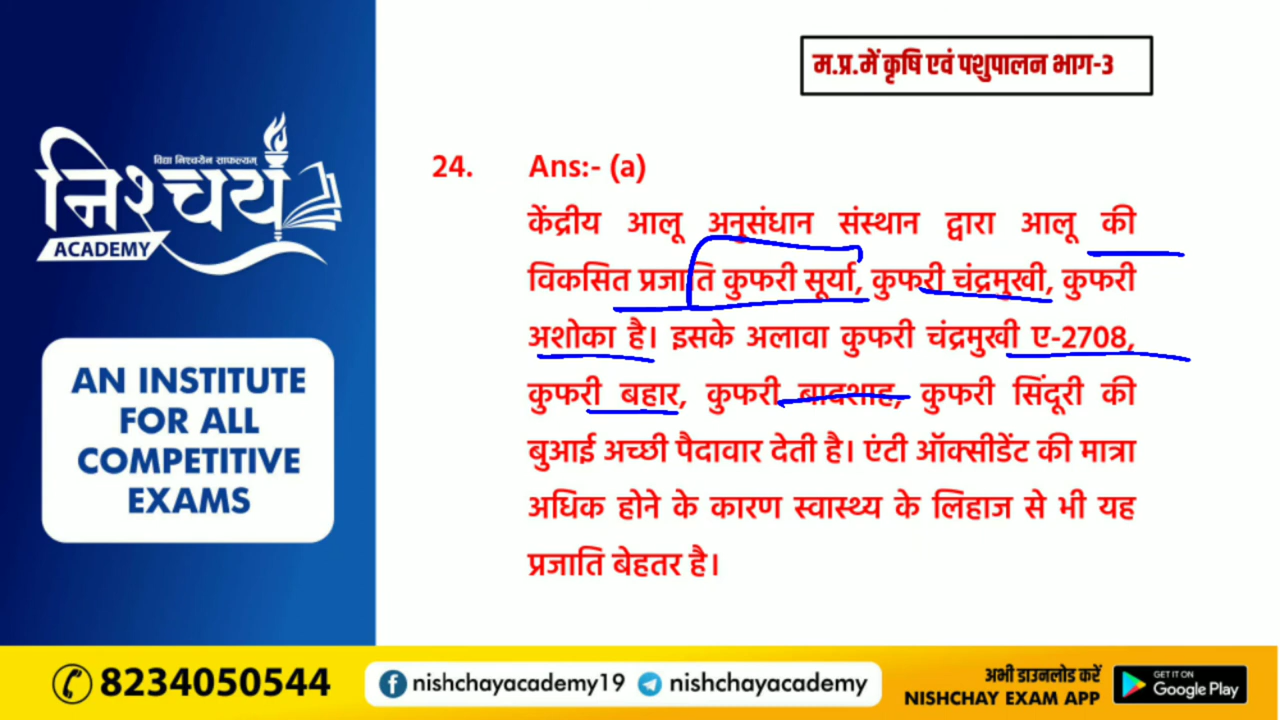 म.प्र.में कृषि एवं पशुपालन भाग-3
विद्या निश्चयेन साफल्यम्
निश्चय
ACADEMY
AN INSTITUTE
FOR ALL
COMPETITIVE
EXAMS
24. Ans:- (a)
केंद्रीय आलू अनुसंधान संस्थान द्वारा आलू की
विकसित प्रजाति कुफरी सूर्या, कुफरी चंद्रमुखी, कुफरी
अशोका है। इसके अलावा कुफरी चंद्रमुखी ए-2708,
कुफरी बहार, कुफरी बादशाह, कुफरी सिंदूरी की
बुआई अच्छी पैदावार देती है। एंटी ऑक्सीडेंट की मात्रा
अधिक होने के कारण स्वास्थ्य के लिहाज से भी यह
प्रजाति बेहतर है।
8234050544
nishchayacademy19
nishchayacademy
अभी डाउनलोड करें
NISHCHAY EXAM APP
GET IT ON
Google Play